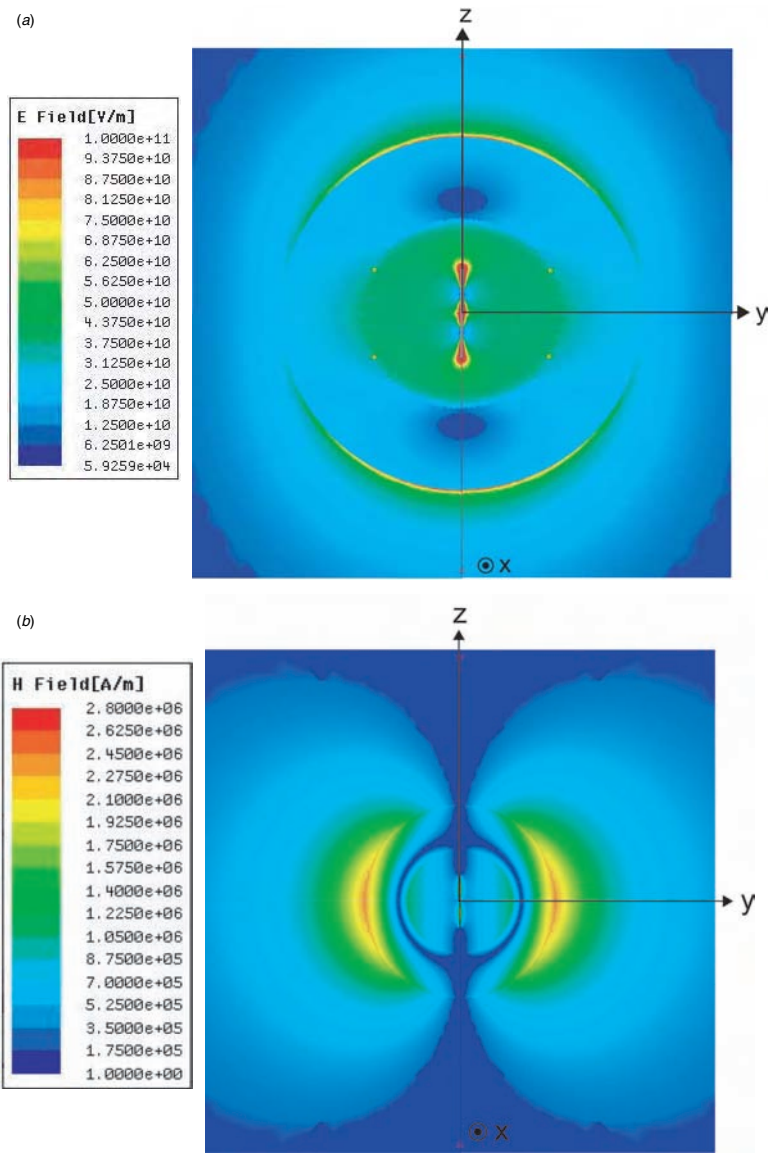 (a)
z
E Field[V/m]
1.0000e+11
9.3750e+10
8.7500e+10
8.1250e+10
7.5000e+10
6.8750e+10
6.2500e+10
5.6250e+10
5.0000e+10
4.3750e+10
3.7500e+10
3.1250e+10
2.5000e+10
1.8750e+10
1.2500e+10
6.2501e+09
5.9259e+04
y
x
(b)
z
H Field[A/m]
2.8000e+06
2.6250e+06
2.4500e+06
2.2750e+06
2.1000e+06
1.9250e+06
1.7500e+06
1.5750e+06
1.4000e+06
1.2250e+06
1.0500e+06
8.7500e+05
7.0000e+05
5.2500e+05
3.5000e+05
1.7500e+05
1.0000e+00
y
x